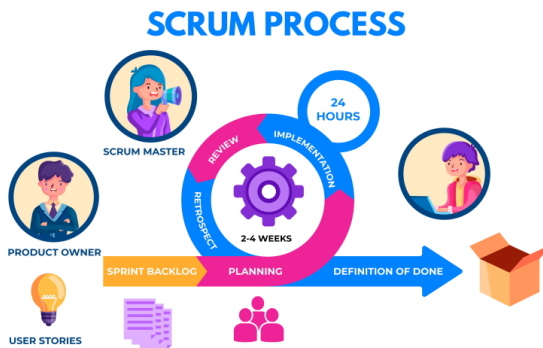 SCRUM PROCESS
24
HOURS
SCRUM MASTER
REVIEW
IMPLEMENTATION
RETROSPECT
2-4 WEEKS
PRODUCT OWNER
SPRINT BACKLOG
PLANNING
DEFINITION OF DONE
USER STORIES